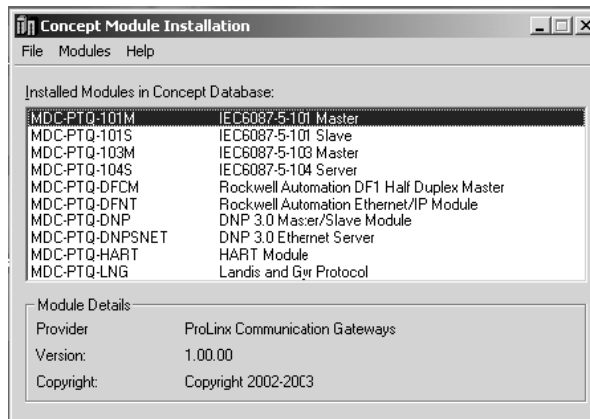 Concept Module Installation
File Modules Help
Installed Modules in Concept Database:
MDC-PTQ-101M IEC6087-5-101 Master
MDC-PTQ-101S IEC6087-5-101 Slave
MDC-PTQ-103M IEC6087-5-103 Master
MDC-PTQ-104S IEC6087-5-104 Server
MDC-PTQ-DFCM Rockwell Automation DF1 Half Duplex Master
MDC-PTQ-DFNT Rockwell Automation Ethernet/IP Module
MDC-PTQ-DNP DNP 3.0 Master/Slave Module
MDC-PTQ-DNPSNET DNP 3.0 Ethernet Server
MDC-PTQ-HART HART Module
MDC-PTQ-LNG Landis and Gyr Protocol
Module Details
Provider ProLinx Communication Gateways
Version: 1.00.00
Copyright: Copyright 2002-2003